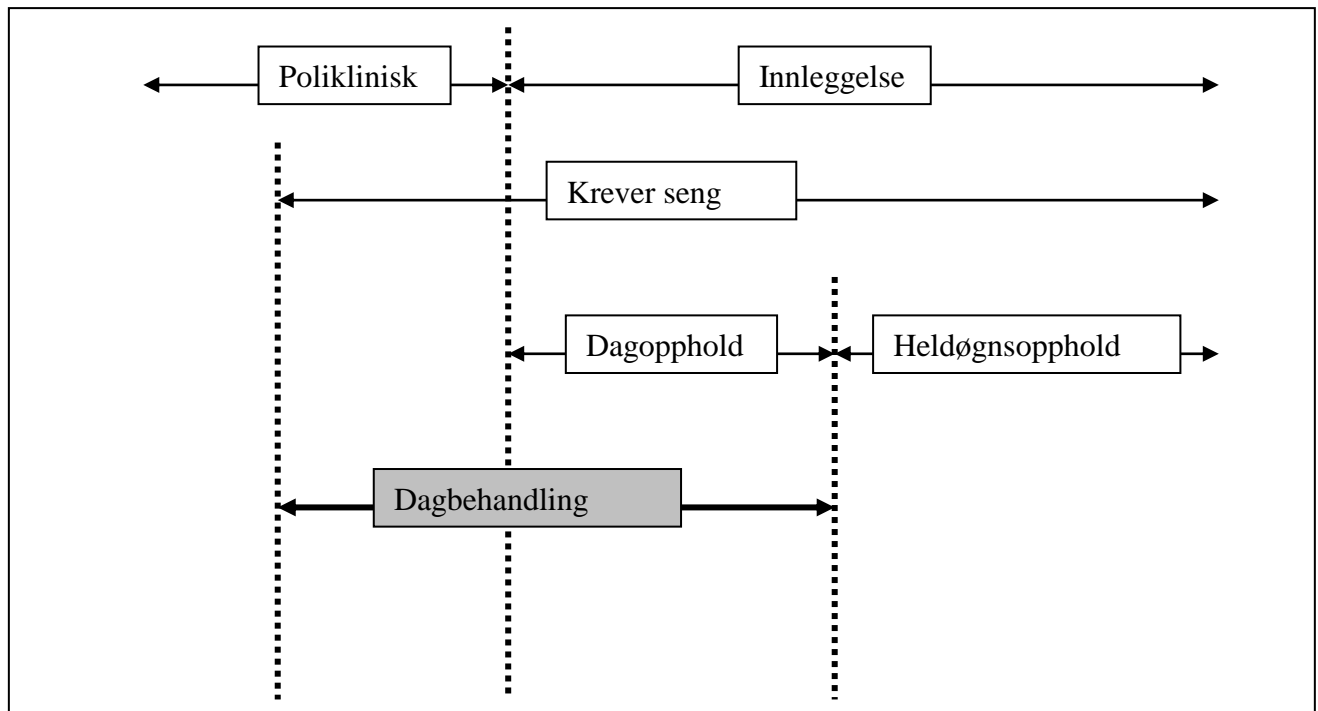 Poliklinisk
Innleggelse
Krever seng
Dagopphold
Heldøgnsopphold
Dagbehandling